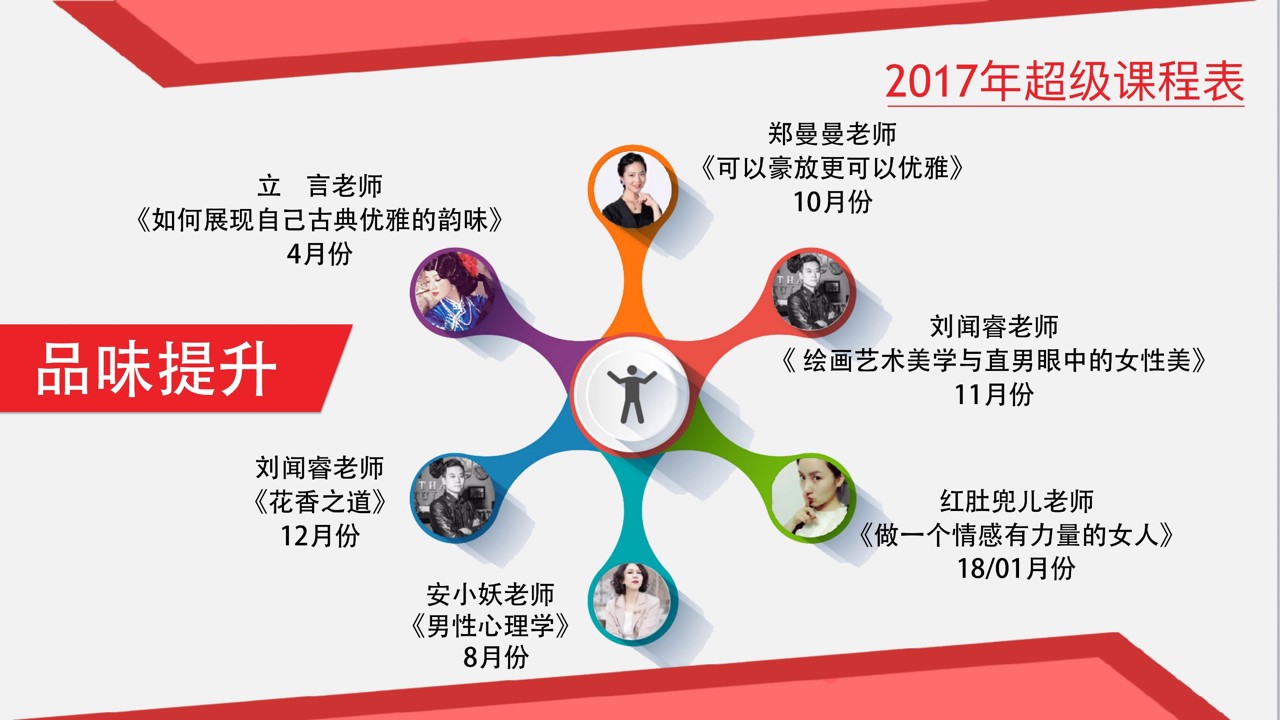 2017年超级课程表
郑曼曼老师
《可以豪放更可以优雅》
10月份
立 言老师
《如何展现自己古典优雅的韵味》
4月份
刘闻睿老师
《 绘画艺术美学与直男眼中的女性美》
11月份
品味提升
刘闻睿老师
《花香之道》
12月份
红肚兜儿老师
《做一个情感有力量的女人》
18/01月份
安小妖老师
《男性心理学》
8月份